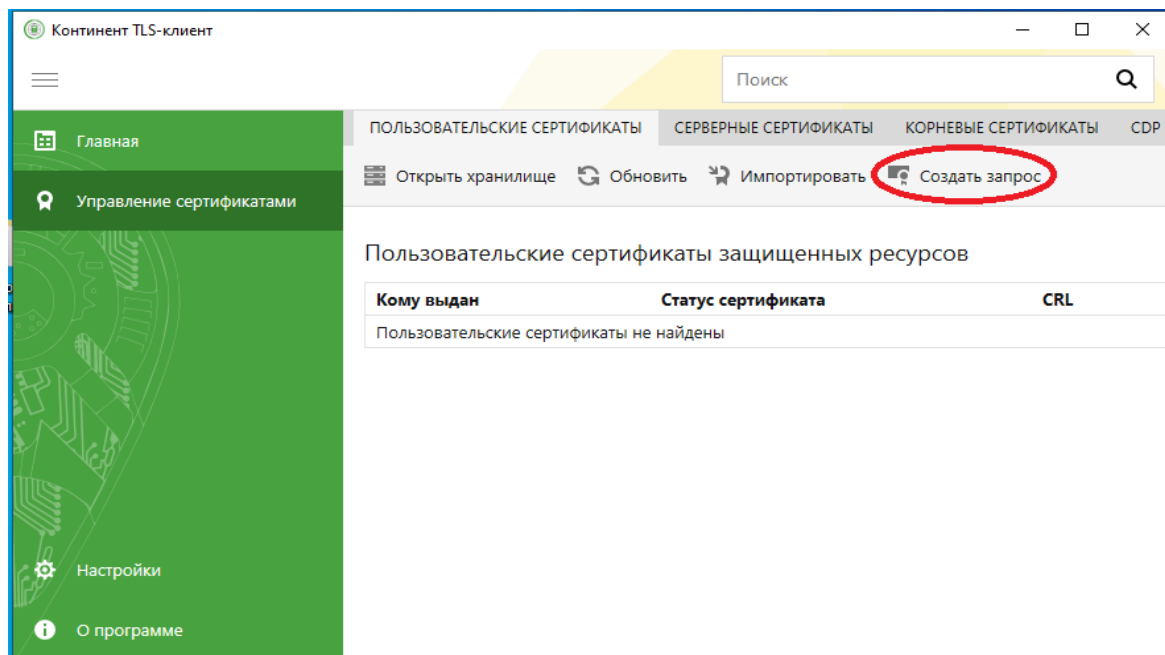 Континент TLS-клиент
Поиск
Главная
Управление сертификатами
Настройки
О программе
ПОЛЬЗОВАТЕЛЬСКИЕ СЕРТИФИКАТЫ СЕРВЕРНЫЕ СЕРТИФИКАТЫ КОРНЕВЫЕ СЕРТИФИКАТЫ CDP
Открыть хранилище Обновить Импортировать Создать запрос
Пользовательские сертификаты защищенных ресурсов
Кому выдан Статус сертификата CRL
Пользовательские сертификаты не найдены